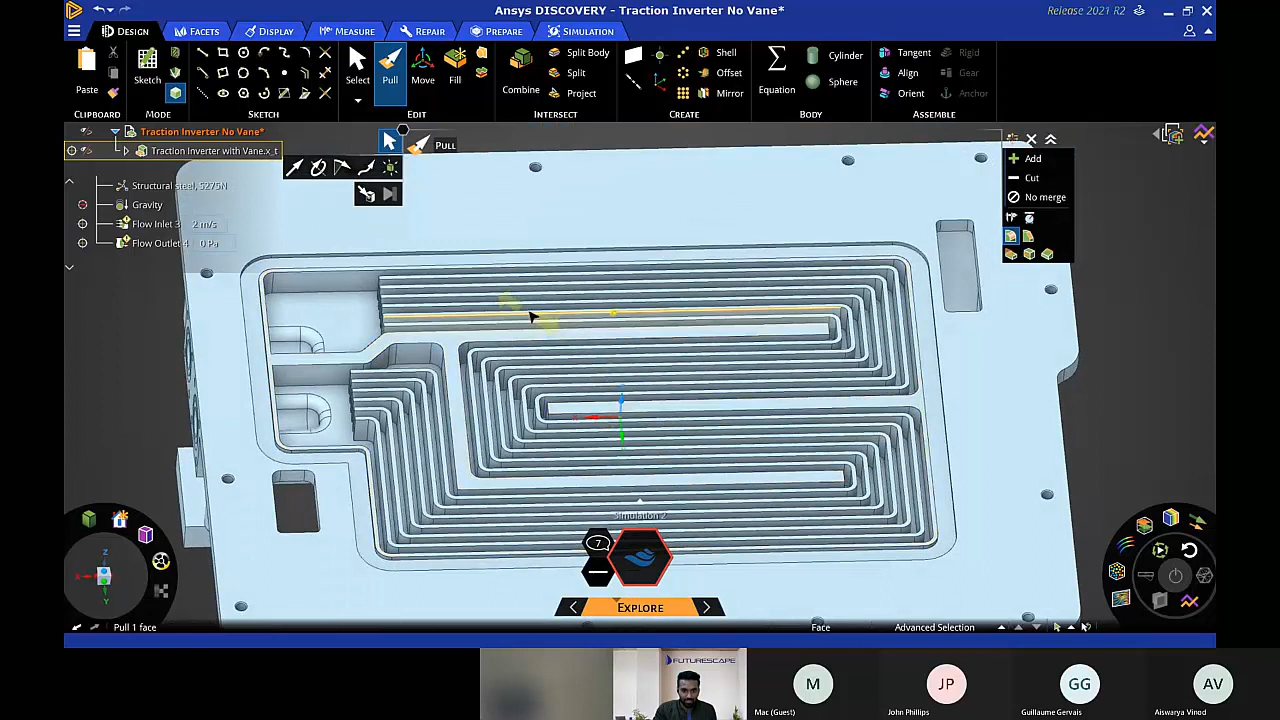 Ansys DISCOVERY - Traction Inverter No Vane*
Release 2021 R2
DESIGN
FACETS
DISPLAY
MEASURE
REPAIR
PREPARE
SIMULATION
Paste
Sketch
Select
Pull
Move
Fill
Combine
Split Body
Split
Project
Shell
Offset
Mirror
Equation
Cylinder
Sphere
Tangent
Align
Orient
Rigid
Gear
Anchor
CLIPBOARD
MODE
SKETCH
EDIT
INTERSECT
CREATE
BODY
ASSEMBLE
Traction Inverter No Vane*
Traction Inverter with Vane.x_t
PULL
Structural steel, S275N
Gravity
Flow Inlet 3 2 m/s
Flow Outlet 4 0 Pa
Add
Cut
No merge
Z
X
Y
Simulation 2
7
EXPLORE
Pull 1 face
Face
Advanced Selection
FUTURESCAPE
M
Mac (Guest)
JP
John Phillips
GG
Guillaume Gervais
AV
Aiswarya Vinod